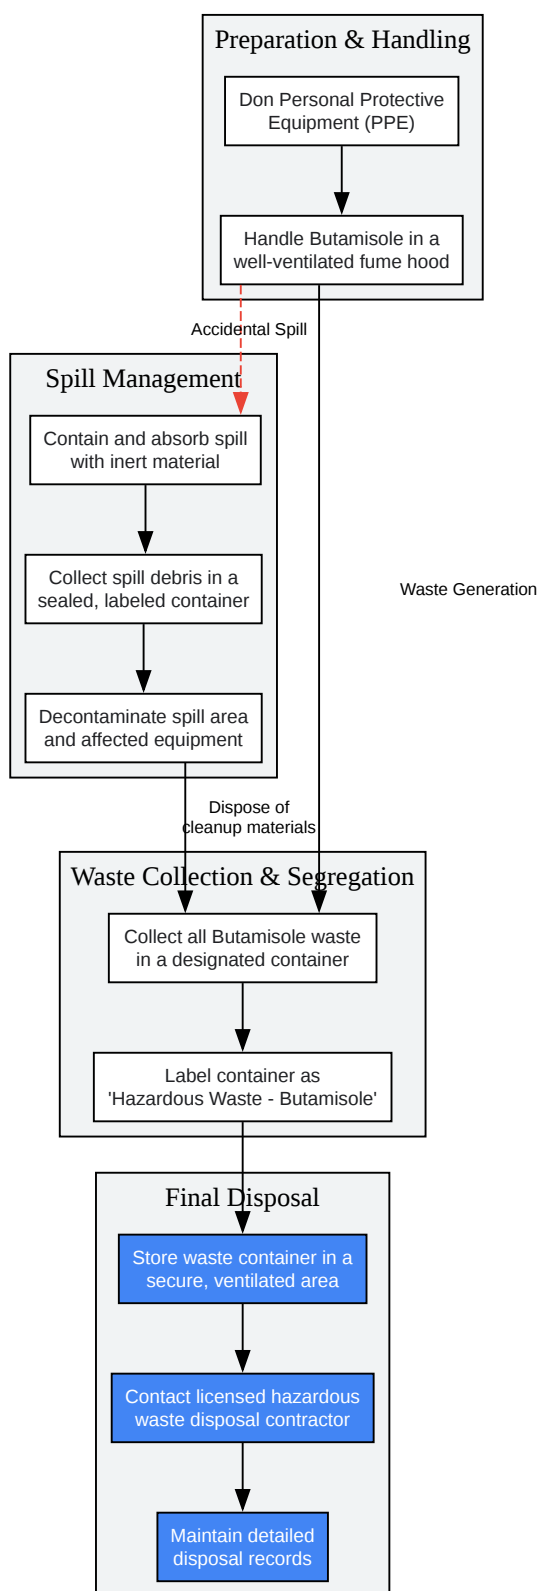 Preparation & Handling
Don Personal Protective
Equipment (PPE)
Handle Butamisole in a
well-ventilated fume hood
Accidental Spill
Spill Management
Contain and absorb spill
with inert material
Collect spill debris in a
sealed, labeled container
Waste Generation
Decontaminate spill area
and affected equipment
Dispose of
cleanup materials
Waste Collection & Segregation
Collect all Butamisole waste
in a designated container
Label container as
'Hazardous Waste - Butamisole'
Final Disposal
Store waste container in a
secure, ventilated area
Contact licensed hazardous
waste disposal contractor
Maintain detailed
disposal records